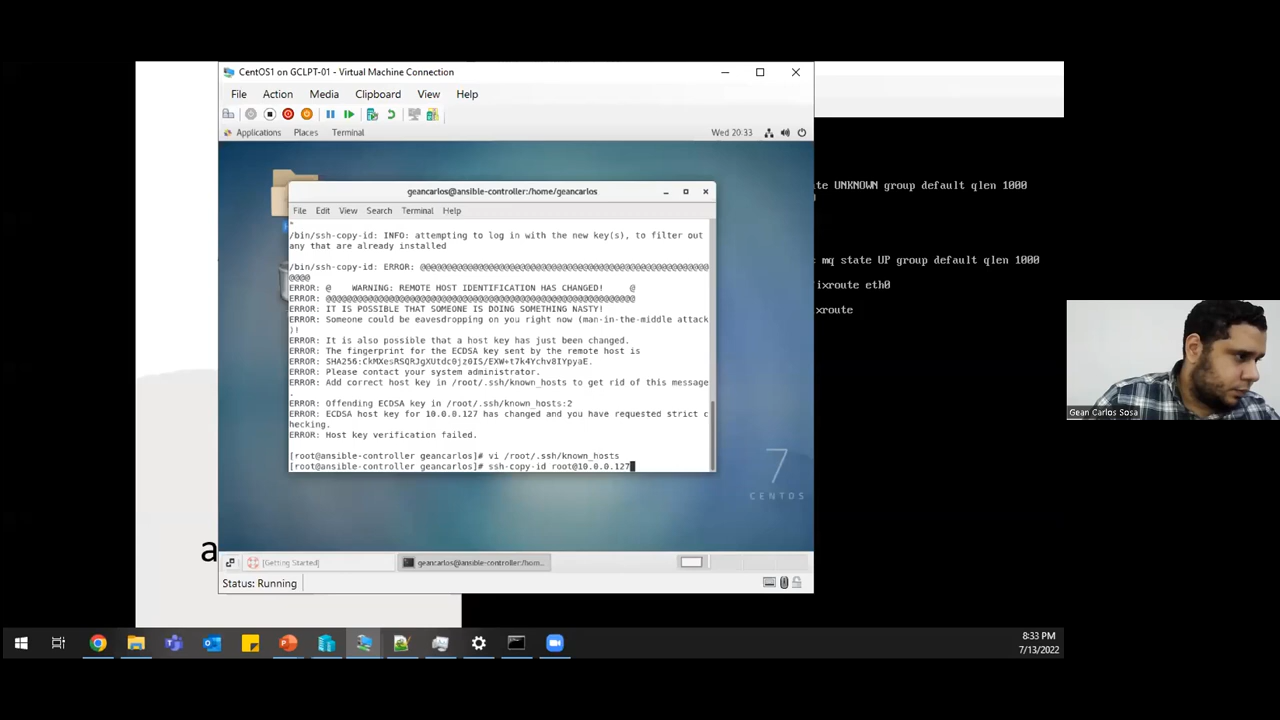 CentOS1 on GCLPT-01 - Virtual Machine Connection
File Action Media Clipboard View Help
Applications Places Terminal Wed 20:33
geancarlos@ansible-controller:/home/geancarlos
File Edit View Search Terminal Help
"
/bin/ssh-copy-id: INFO: attempting to log in with the new key(s), to filter out
any that are already installed
/bin/ssh-copy-id: ERROR: @@@@@@@@@@@@@@@@@@@@@@@@@@@@@@@@@@@@@@@@@@@@@@@@@@@@@@@
@@@@
ERROR: @    WARNING: REMOTE HOST IDENTIFICATION HAS CHANGED!     @
ERROR: @@@@@@@@@@@@@@@@@@@@@@@@@@@@@@@@@@@@@@@@@@@@@@@@@@@@@@@@@@@
ERROR: IT IS POSSIBLE THAT SOMEONE IS DOING SOMETHING NASTY!
ERROR: Someone could be eavesdropping on you right now (man-in-the-middle attack
)!
ERROR: It is also possible that a host key has just been changed.
ERROR: The fingerprint for the ECDSA key sent by the remote host is
ERROR: Please contact your system administrator.
ERROR: Add correct host key in /root/.ssh/known_hosts to get rid of this message
.
ERROR: Offending ECDSA key in /root/.ssh/known_hosts:2
ERROR: ECDSA host key for 10.0.0.127 has changed and you have requested strict c
hecking.
ERROR: Host key verification failed.
[root@ansible-controller geancarlos]# vi /root/.ssh/known_hosts
[root@ansible-controller geancarlos]# ssh-copy-id root@10.0.0.127
7
CENTOS
[Getting Started] geancarlos@ansible-controller:/hom...
Status: Running
te UNKNOWN group default qlen 1000
mq state UP group default qlen 1000
ixroute eth0
ixroute
a
Gean Carlos Sosa
8:33 PM
7/13/2022